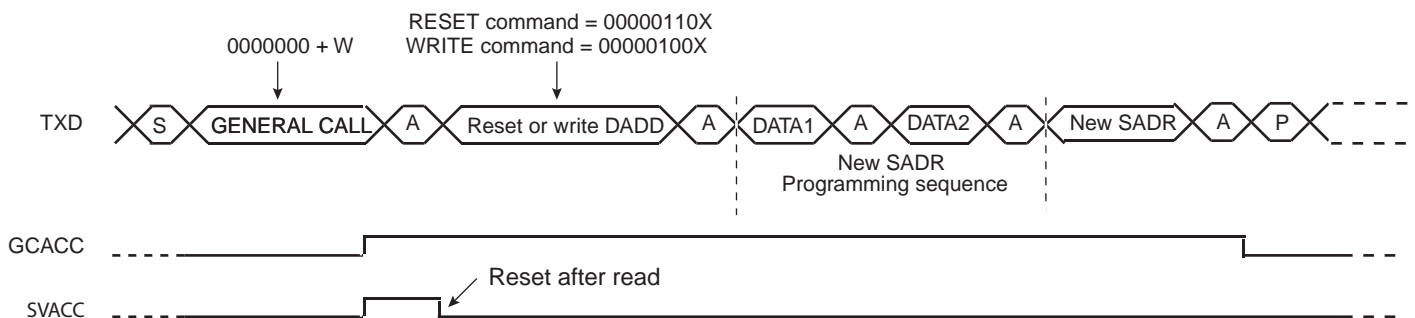 RESET command = 00000110X
0000000 + W
WRITE command = 00000100X
TXD
S
GENERAL CALL
A
Reset or write DADD
A
DATA1
A
DATA2
A
New SADR
A
P
New SADR
Programming sequence
GCACC
Reset after read
SVACC